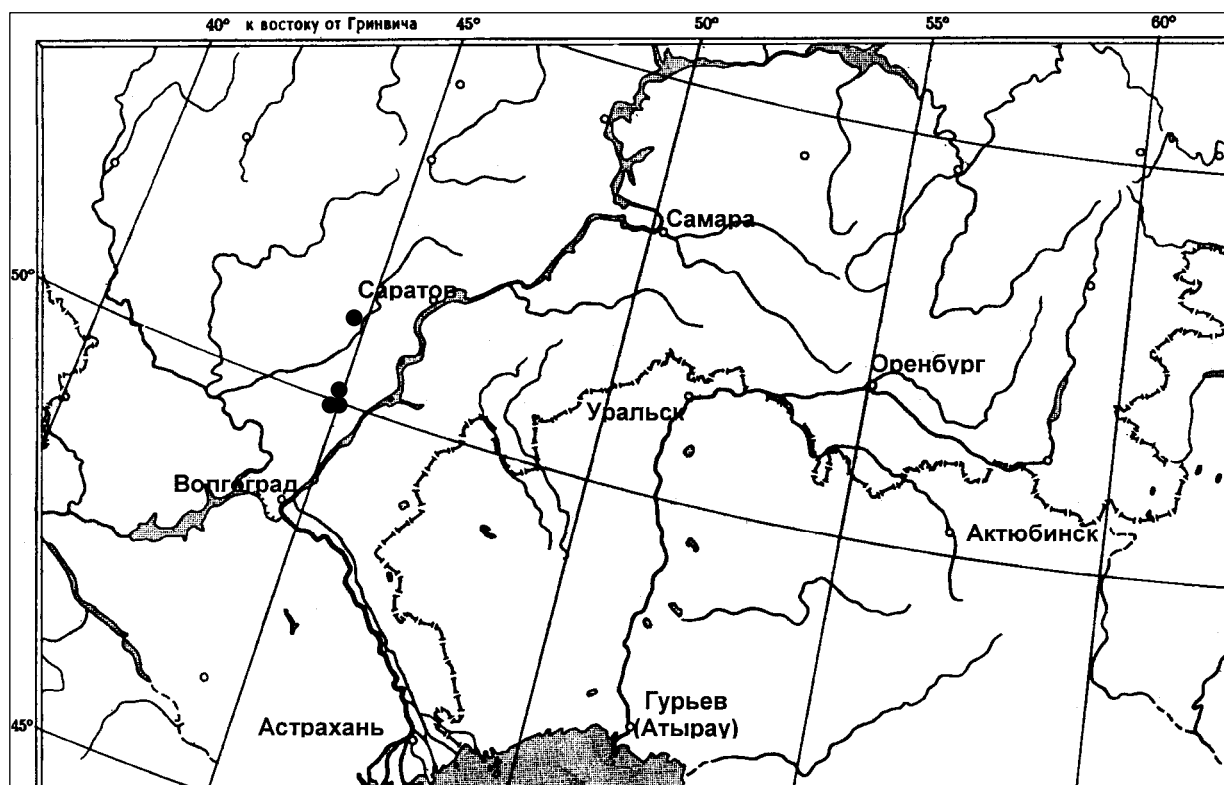 40° к востоку от Гринвича 45° 50° 55° 60°
Самара
50°
Саратов
Оренбург
Уральск
Волгоград
Актюбинск
Гурьев
(Атырау)
Астрахань
45°